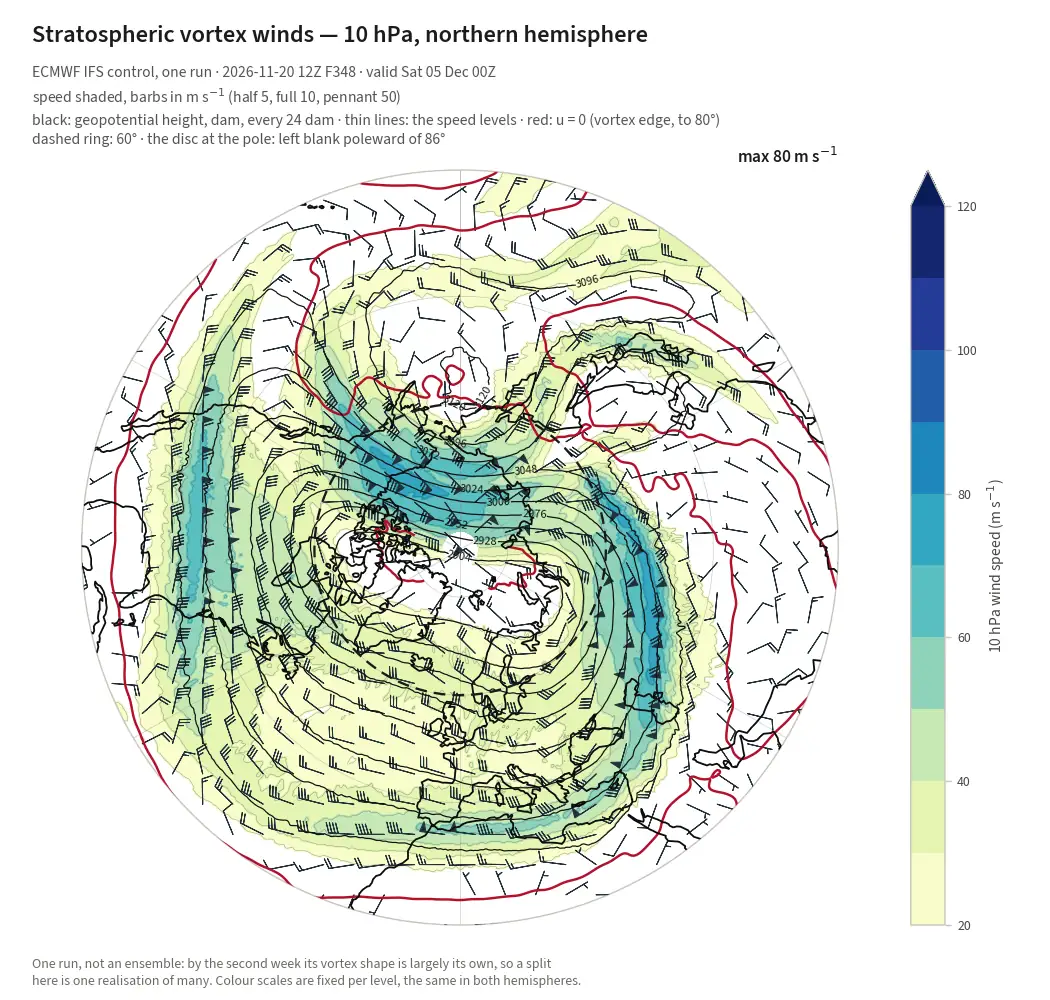 Stratospheric vortex winds — 10 hPa, northern hemisphere
ECMWF IFS control, one run · 2026-11-20 12Z F348 · valid Sat 05 Dec 00Z
speed shaded, barbs in m s⁻¹ (half 5, full 10, pennant 50)
black: geopotential height, dam, every 24 dam · thin lines: the speed levels · red: u = 0 (vortex edge, to 80°)
dashed ring: 60° · the disc at the pole: left blank poleward of 86°
max 80 m s⁻¹
120
100
80
60
40
20
10 hPa wind speed (m s⁻¹)
3096
3048
3024
3000
2976
2928
One run, not an ensemble: by the second week its vortex shape is largely its own, so a split
here is one realisation of many. Colour scales are fixed per level, the same in both hemispheres.